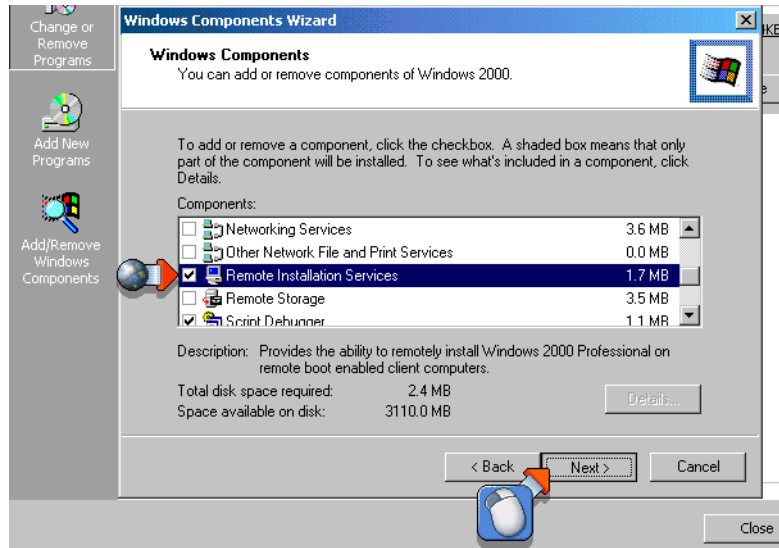 Change or
Remove
Programs
Add New
Programs
Add/Remove
Windows
Components
Windows Components Wizard
Windows Components
You can add or remove components of Windows 2000.
To add or remove a component, click the checkbox. A shaded box means that only
part of the component will be installed. To see what's included in a component, click
Details.
Components:
Networking Services 3.6 MB
Other Network File and Print Services 0.0 MB
Remote Installation Services 1.7 MB
Remote Storage 3.5 MB
Script Debugger 1.1 MB
Description: Provides the ability to remotely install Windows 2000 Professional on
remote boot enabled client computers.
Total disk space required: 2.4 MB
Space available on disk: 3110.0 MB
Details...
< Back Next > Cancel
Close